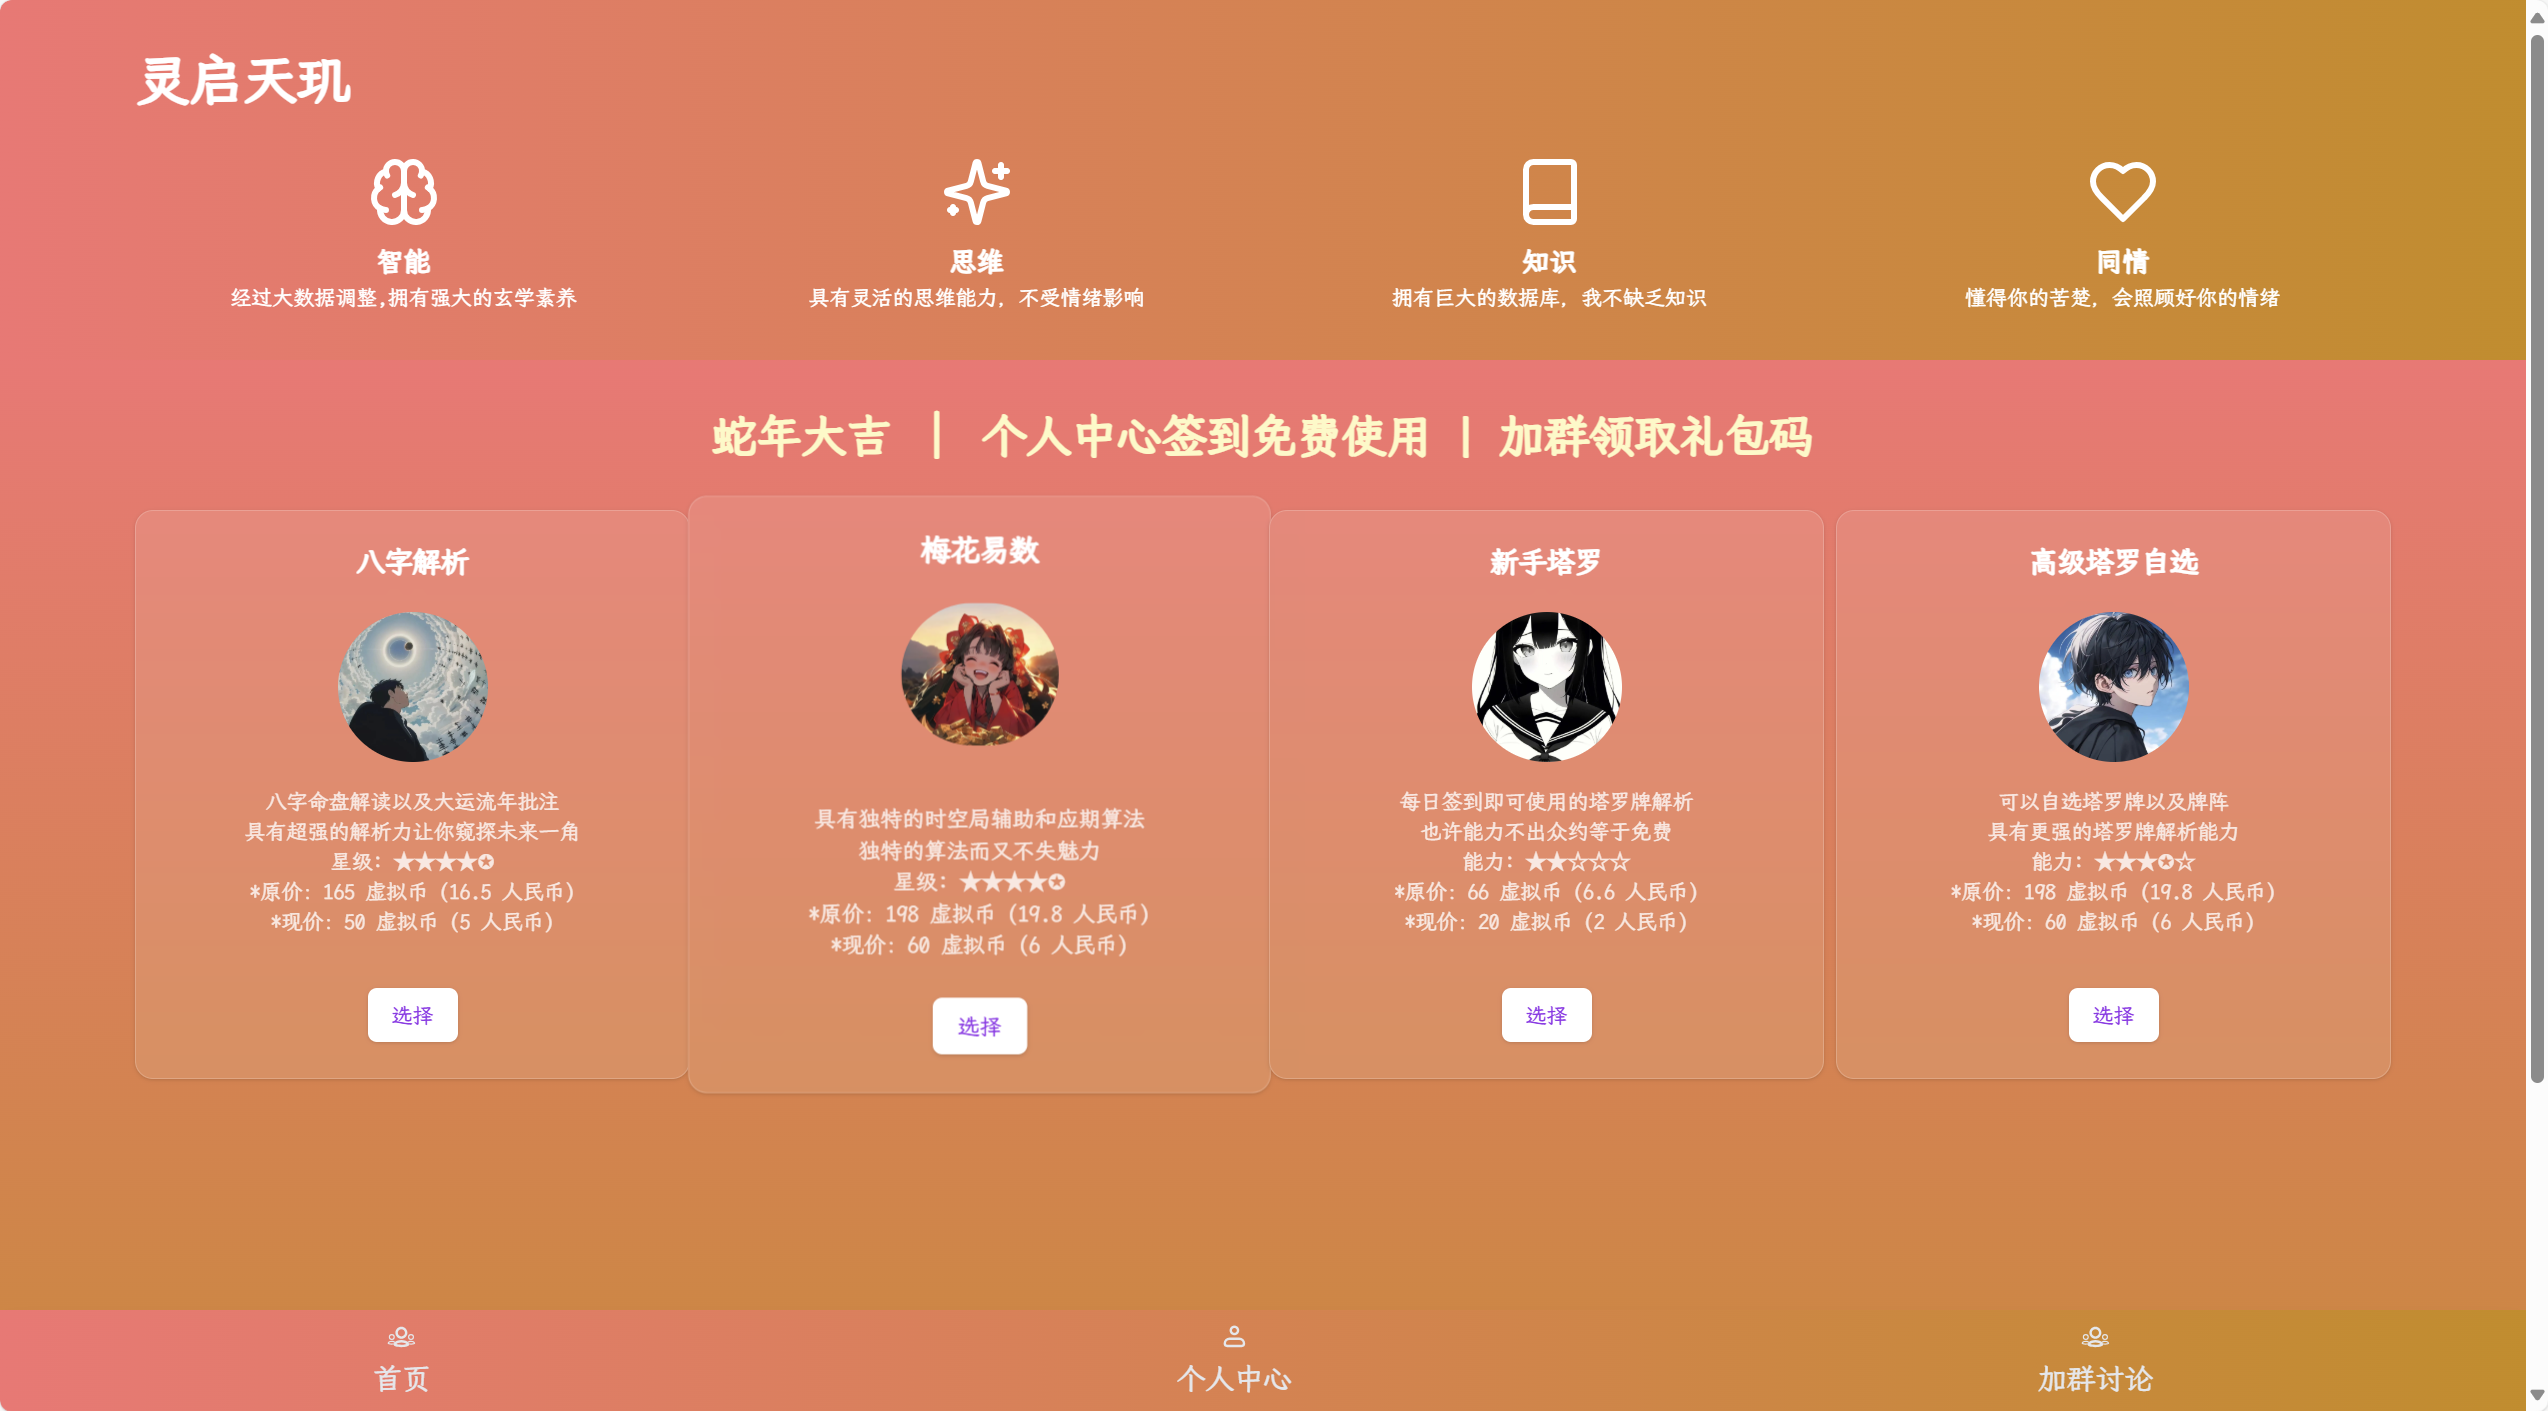 灵启天玑
智能
经过大数据调整,拥有强大的玄学素养
思维
具有灵活的思维能力, 不受情绪影响
知识
拥有巨大的数据库, 我不缺乏知识
同情
懂得你的苦楚, 会照顾好你的情绪
蛇年大吉 | 个人中心签到免费使用 | 加群领取礼包码
八字解析
八字命盘解读以及大运流年批注
具有超强的解析力让你窥探未来一角
星级: ★★★★✪
*原价: 165 虚拟币 (16.5 人民币)
*现价: 50 虚拟币 (5 人民币)
选择
梅花易数
具有独特的时空局辅助和应期算法
独特的算法而又不失魅力
星级: ★★★★✪
*原价: 198 虚拟币 (19.8 人民币)
*现价: 60 虚拟币 (6 人民币)
选择
新手塔罗
每日签到即可使用的塔罗牌解析
也许能力不出众约等于免费
能力: ★★☆☆☆
*原价: 66 虚拟币 (6.6 人民币)
*现价: 20 虚拟币 (2 人民币)
选择
高级塔罗自选
可以自选塔罗牌以及牌阵
具有更强的塔罗牌解析能力
能力: ★★★✪☆
*原价: 198 虚拟币 (19.8 人民币)
*现价: 60 虚拟币 (6 人民币)
选择
首页
个人中心
加群讨论